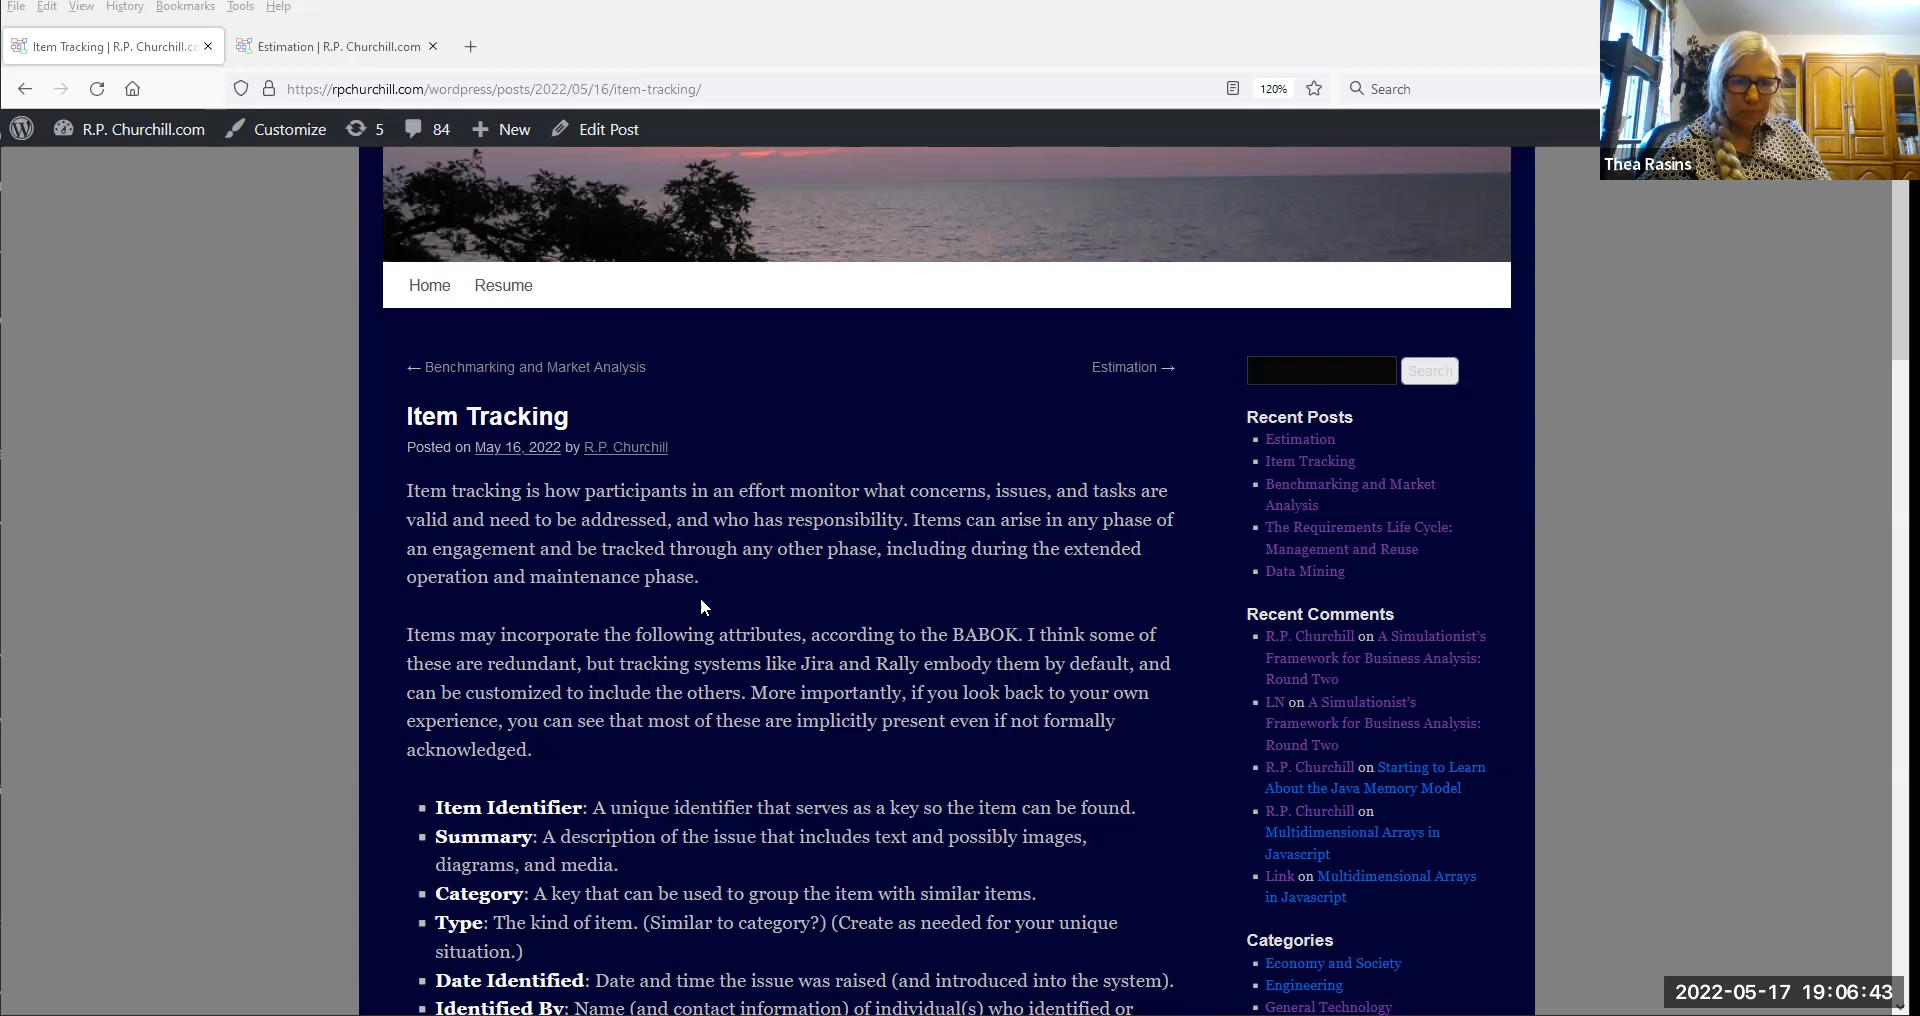 File Edit View History Bookmarks Tools Help
Item Tracking | R.P. Churchill.co
Estimation | R.P. Churchill.com
https://rpchurchill.com/wordpress/posts/2022/05/16/item-tracking/
120%
Search
R.P. Churchill.com Customize 5 84 New Edit Post
Thea Rasins
Home Resume
← Benchmarking and Market Analysis
Estimation →
Item Tracking
Posted on May 16, 2022 by R.P. Churchill
Item tracking is how participants in an effort monitor what concerns, issues, and tasks are
valid and need to be addressed, and who has responsibility. Items can arise in any phase of
an engagement and be tracked through any other phase, including during the extended
operation and maintenance phase.
Items may incorporate the following attributes, according to the BABOK. I think some of
these are redundant, but tracking systems like Jira and Rally embody them by default, and
can be customized to include the others. More importantly, if you look back to your own
experience, you can see that most of these are implicitly present even if not formally
acknowledged.
▪ Item Identifier: A unique identifier that serves as a key so the item can be found.
▪ Summary: A description of the issue that includes text and possibly images,
diagrams, and media.
▪ Category: A key that can be used to group the item with similar items.
▪ Type: The kind of item. (Similar to category?) (Create as needed for your unique
situation.)
▪ Date Identified: Date and time the issue was raised (and introduced into the system).
▪ Identified By: Name (and contact information) of individual(s) who identified or
Search
Recent Posts
▪ Estimation
▪ Item Tracking
▪ Benchmarking and Market
Analysis
▪ The Requirements Life Cycle:
Management and Reuse
▪ Data Mining
Recent Comments
▪ R.P. Churchill on A Simulationist's
Framework for Business Analysis:
Round Two
▪ LN on A Simulationist's
Framework for Business Analysis:
Round Two
▪ R.P. Churchill on Starting to Learn
About the Java Memory Model
▪ R.P. Churchill on
Multidimensional Arrays in
Javascript
▪ Link on Multidimensional Arrays
in Javascript
Categories
▪ Economy and Society
▪ Engineering
▪ General Technology
2022-05-17 19:06:43